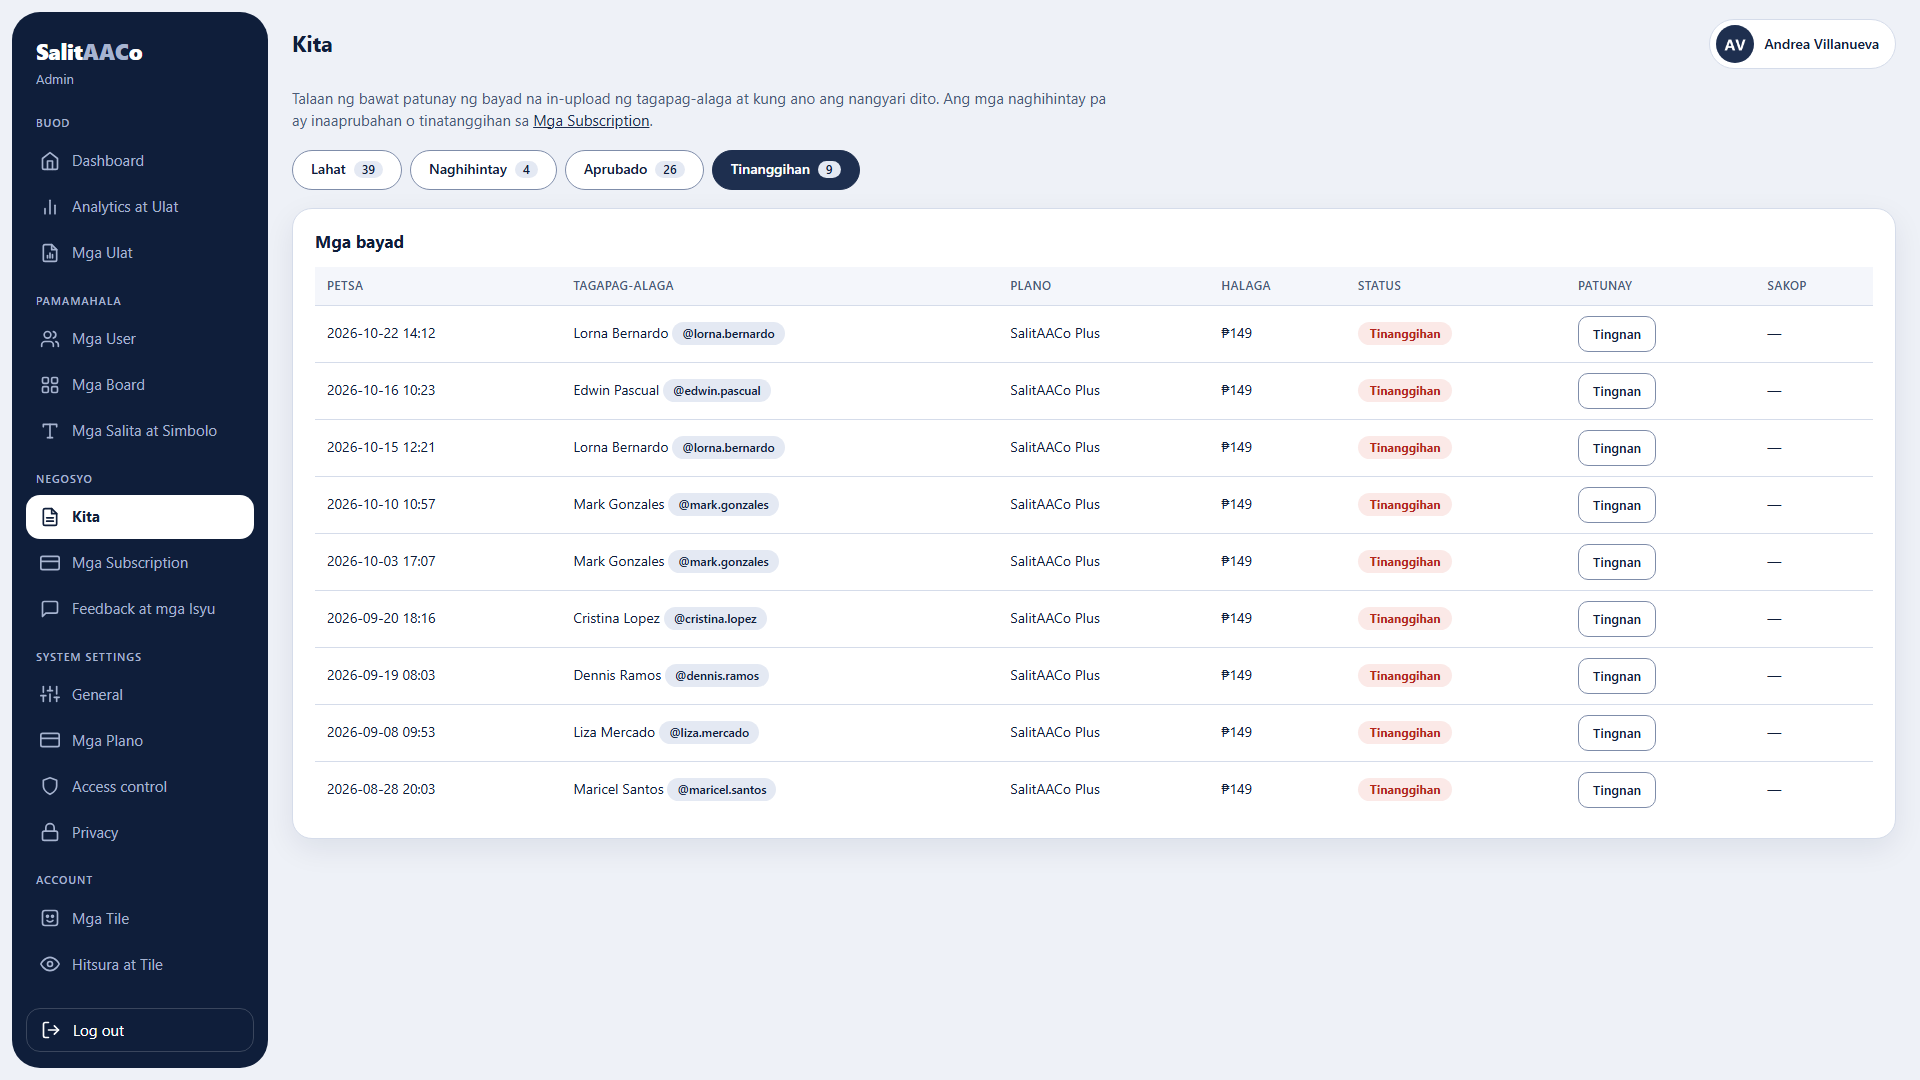 SalitAACo
Admin
BUOD
Dashboard
Analytics at Ulat
Mga Ulat
PAMAMAHALA
Mga User
Mga Board
Mga Salita at Simbolo
NEGOSYO
Kita
Mga Subscription
Feedback at mga Isyu
SYSTEM SETTINGS
General
Mga Plano
Access control
Privacy
ACCOUNT
Mga Tile
Hitsura at Tile
Log out
Kita
AV Andrea Villanueva
Talaan ng bawat patunay ng bayad na in-upload ng tagapag-alaga at kung ano ang nangyari dito. Ang mga naghihintay pa
ay inaaprubahan o tinatanggihan sa Mga Subscription.
Lahat 39 Naghihintay 4 Aprubado 26 Tinanggihan 9
Mga bayad
PETSA TAGAPAG-ALAGA PLANO HALAGA STATUS PATUNAY SAKOP
2026-10-22 14:12 Lorna Bernardo @lorna.bernardo SalitAACo Plus ₱149 Tinanggihan Tingnan —
2026-10-16 10:23 Edwin Pascual @edwin.pascual SalitAACo Plus ₱149 Tinanggihan Tingnan —
2026-10-15 12:21 Lorna Bernardo @lorna.bernardo SalitAACo Plus ₱149 Tinanggihan Tingnan —
2026-10-10 10:57 Mark Gonzales @mark.gonzales SalitAACo Plus ₱149 Tinanggihan Tingnan —
2026-10-03 17:07 Mark Gonzales @mark.gonzales SalitAACo Plus ₱149 Tinanggihan Tingnan —
2026-09-20 18:16 Cristina Lopez @cristina.lopez SalitAACo Plus ₱149 Tinanggihan Tingnan —
2026-09-19 08:03 Dennis Ramos @dennis.ramos SalitAACo Plus ₱149 Tinanggihan Tingnan —
2026-09-08 09:53 Liza Mercado @liza.mercado SalitAACo Plus ₱149 Tinanggihan Tingnan —
2026-08-28 20:03 Maricel Santos @maricel.santos SalitAACo Plus ₱149 Tinanggihan Tingnan —